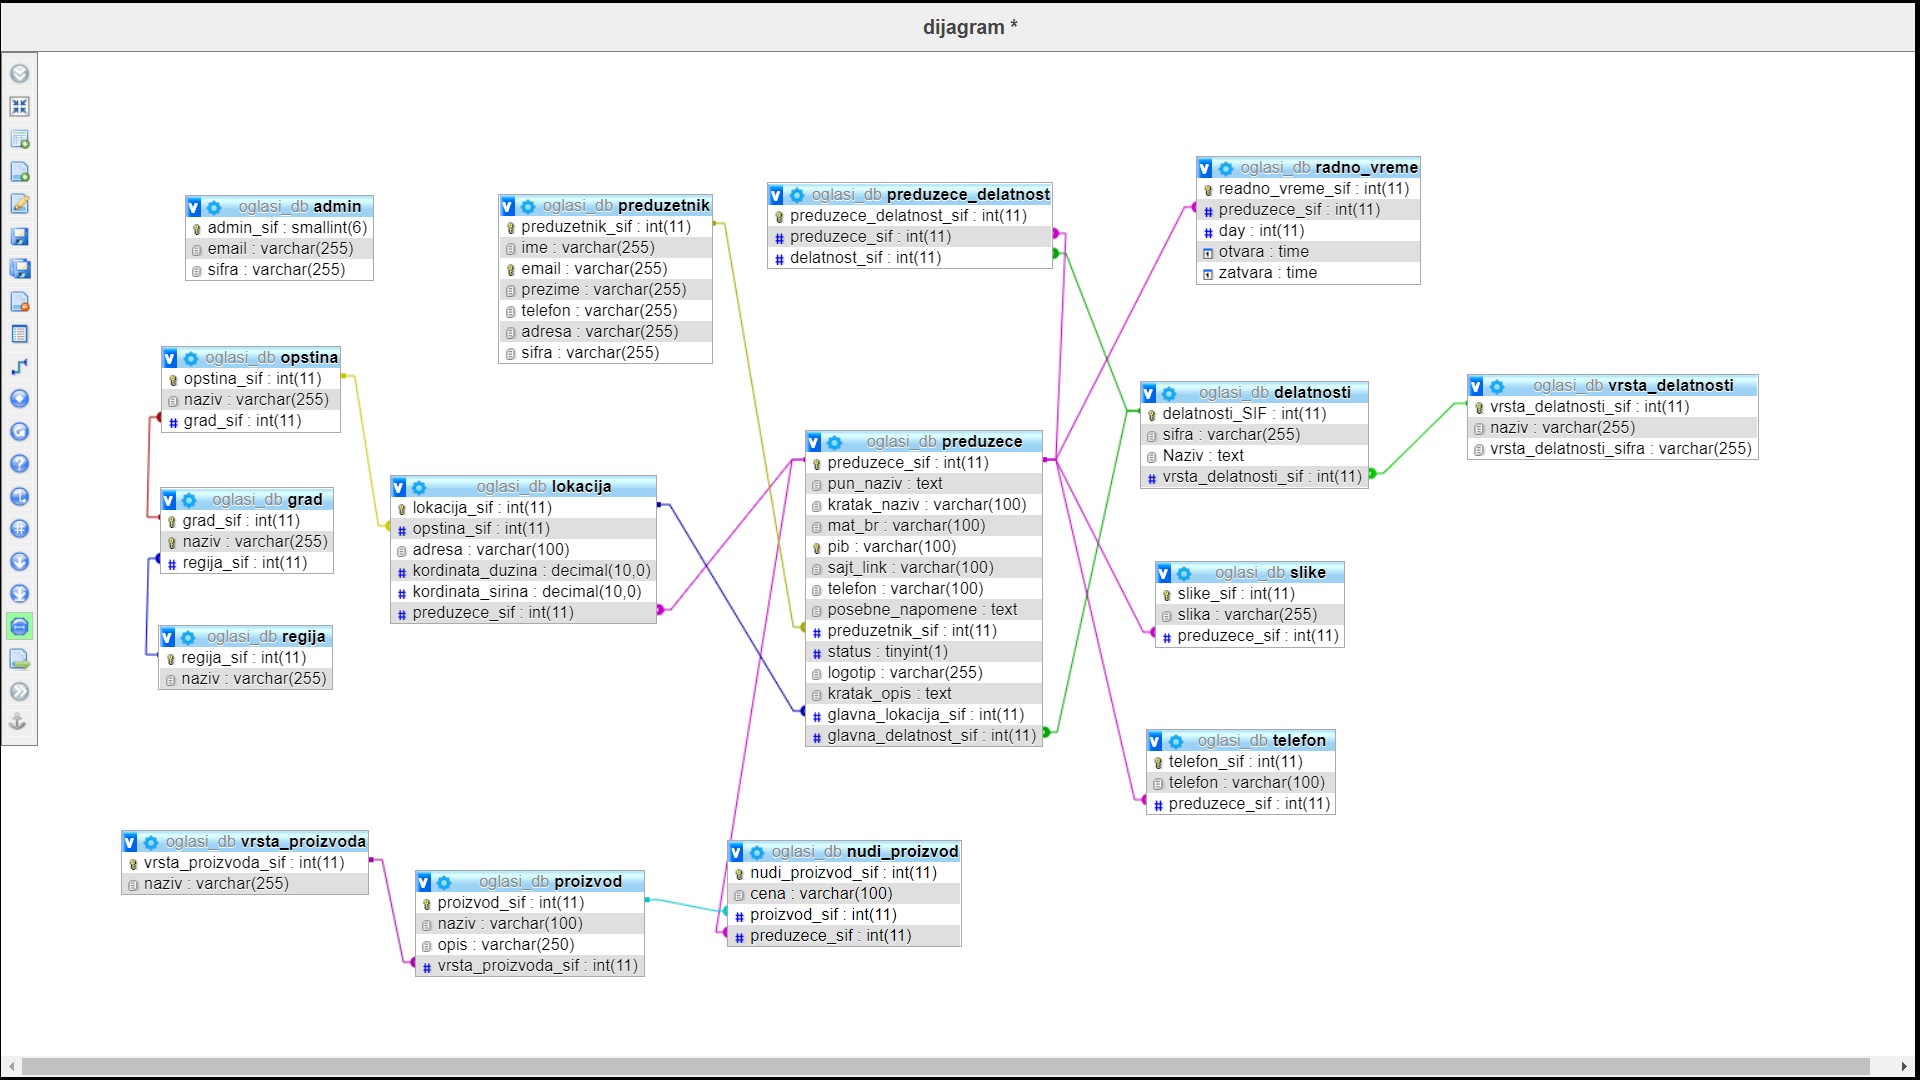 dijagram *
oglasi_db admin
admin_sif : smallint(6)
email : varchar(255)
sifra : varchar(255)
oglasi_db preduzetnik
preduzetnik_sif : int(11)
ime : varchar(255)
email : varchar(255)
prezime : varchar(255)
telefon : varchar(255)
adresa : varchar(255)
sifra : varchar(255)
oglasi_db preduzece_delatnost
preduzece_delatnost_sif : int(11)
preduzece_sif : int(11)
delatnost_sif : int(11)
oglasi_db radno_vreme
readno_vreme_sif : int(11)
preduzece_sif : int(11)
day : int(11)
otvara : time
zatvara : time
oglasi_db opstina
opstina_sif : int(11)
naziv : varchar(255)
grad_sif : int(11)
oglasi_db grad
grad_sif : int(11)
naziv : varchar(255)
regija_sif : int(11)
oglasi_db regija
regija_sif : int(11)
naziv : varchar(255)
oglasi_db lokacija
lokacija_sif : int(11)
opstina_sif : int(11)
adresa : varchar(100)
kordinata_duzina : decimal(10,0)
kordinata_sirina : decimal(10,0)
preduzece_sif : int(11)
oglasi_db preduzece
preduzece_sif : int(11)
pun_naziv : text
kratak_naziv : varchar(100)
mat_br : varchar(100)
pib : varchar(100)
sajt_link : varchar(100)
telefon : varchar(100)
posebne_napomene : text
preduzetnik_sif : int(11)
status : tinyint(1)
logotip : varchar(255)
kratak_opis : text
glavna_lokacija_sif : int(11)
glavna_delatnost_sif : int(11)
oglasi_db delatnosti
delatnosti_SIF : int(11)
sifra : varchar(255)
Naziv : text
vrsta_delatnosti_sif : int(11)
oglasi_db vrsta_delatnosti
vrsta_delatnosti_sif : int(11)
naziv : varchar(255)
vrsta_delatnosti_sifra : varchar(255)
oglasi_db slike
slike_sif : int(11)
slika : varchar(255)
preduzece_sif : int(11)
oglasi_db telefon
telefon_sif : int(11)
telefon : varchar(100)
preduzece_sif : int(11)
oglasi_db vrsta_proizvoda
vrsta_proizvoda_sif : int(11)
naziv : varchar(255)
oglasi_db proizvod
proizvod_sif : int(11)
naziv : varchar(100)
opis : varchar(250)
vrsta_proizvoda_sif : int(11)
oglasi_db nudi_proizvod
nudi_proizvod_sif : int(11)
cena : varchar(100)
proizvod_sif : int(11)
preduzece_sif : int(11)